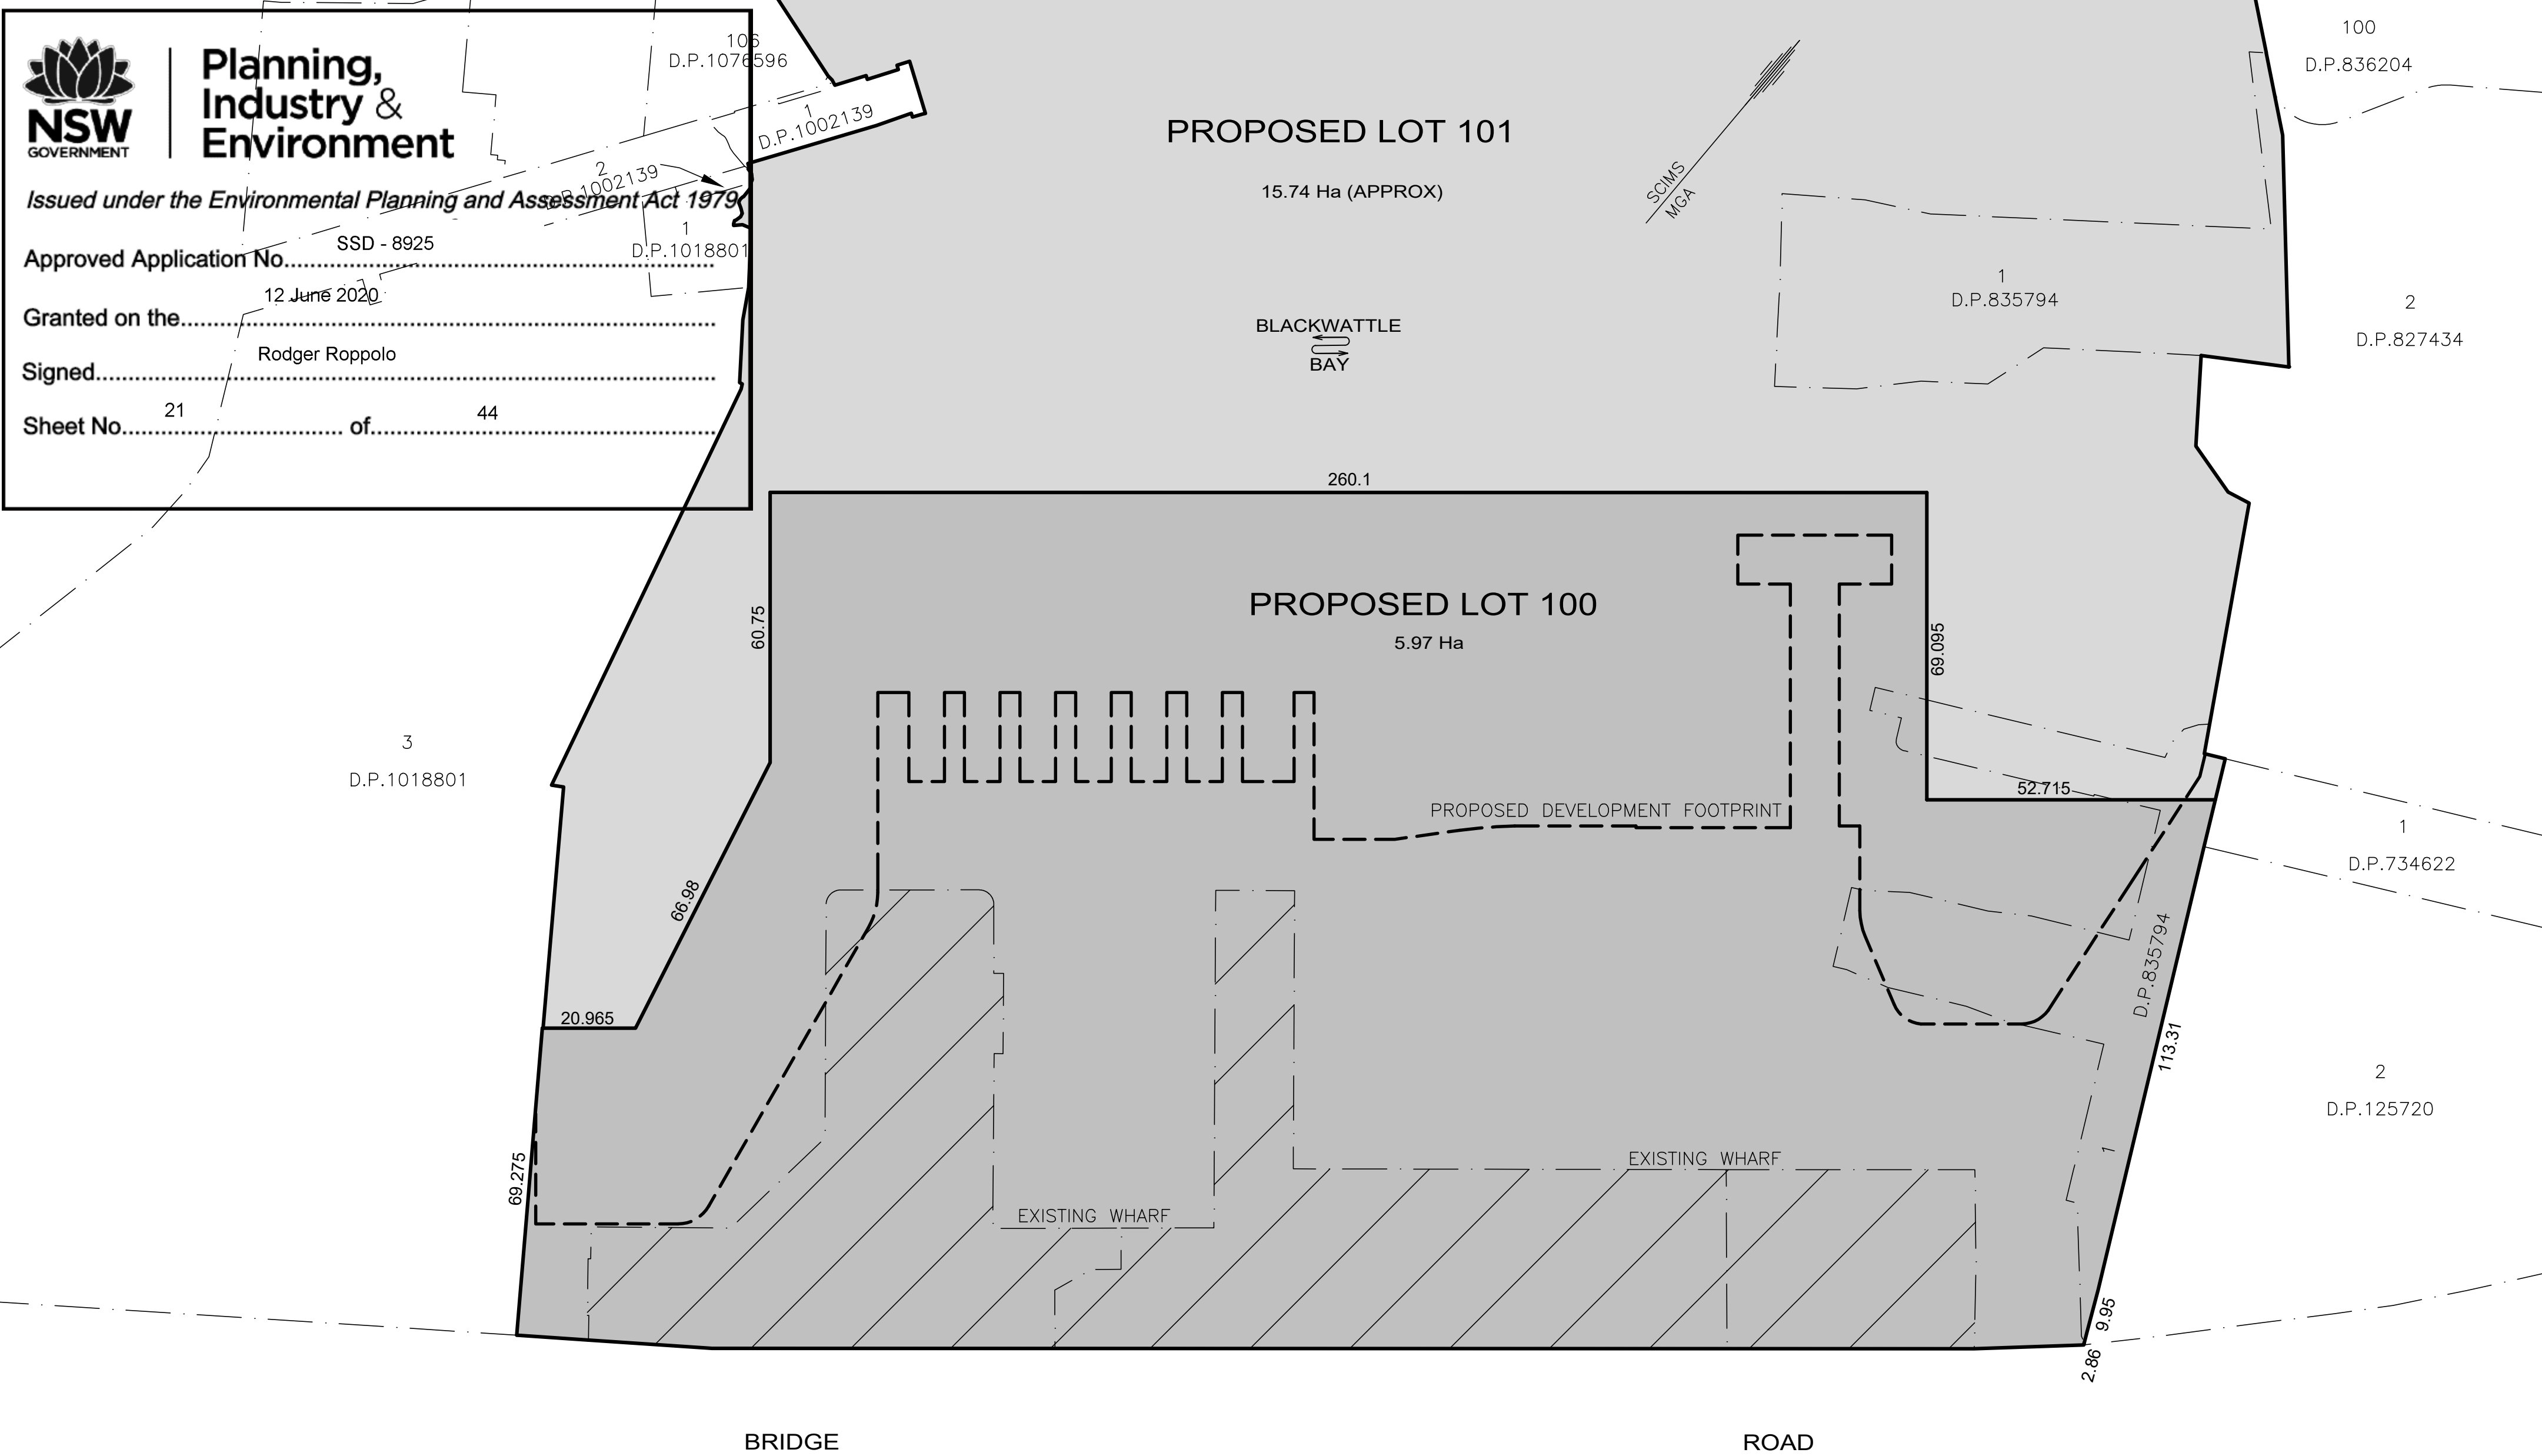 NSW
GOVERNMENT
Planning,
Industry &
Environment
Issued under the Environmental Planning and Assessment Act 1979
Approved Application No. SSD - 8925
Granted on the 12 June 2020
Signed Rodger Roppolo
Sheet No. 21 of 44
106
D.P.1076596
1
D.P.1002139
2
D.P.1002139
1
D.P.1018801
PROPOSED LOT 101
15.74 Ha (APPROX)
SCIMS
MGA
100
D.P.836204
1
D.P.835794
2
D.P.827434
BLACKWATTLE
BAY
260.1
60.75
PROPOSED LOT 100
5.97 Ha
69.095
3
D.P.1018801
52.715
PROPOSED DEVELOPMENT FOOTPRINT
1
D.P.734622
66.98
D.P.835794
20.965
113.31
2
D.P.125720
1
69.275
EXISTING WHARF
EXISTING WHARF
9.95
2.86
BRIDGE ROAD